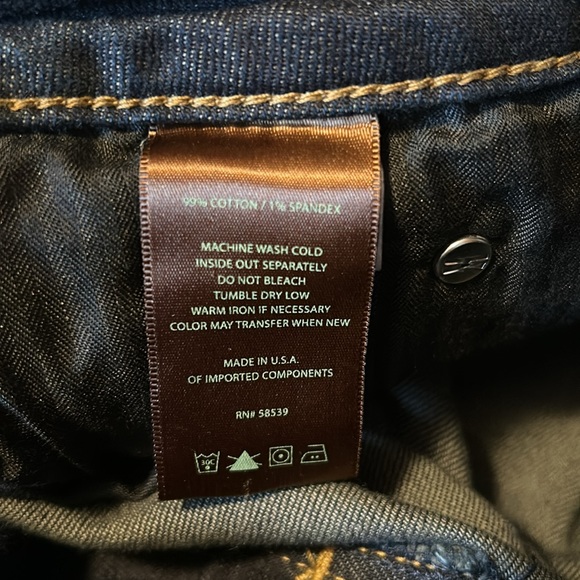 99% COTTON / 1% SPANDEX
MACHINE WASH COLD
INSIDE OUT SEPARATELY
DO NOT BLEACH
TUMBLE DRY LOW
WARM IRON IF NECESSARY
COLOR MAY TRANSFER WHEN NEW
MADE IN U.S.A.
OF IMPORTED COMPONENTS
RN# 58539
30C